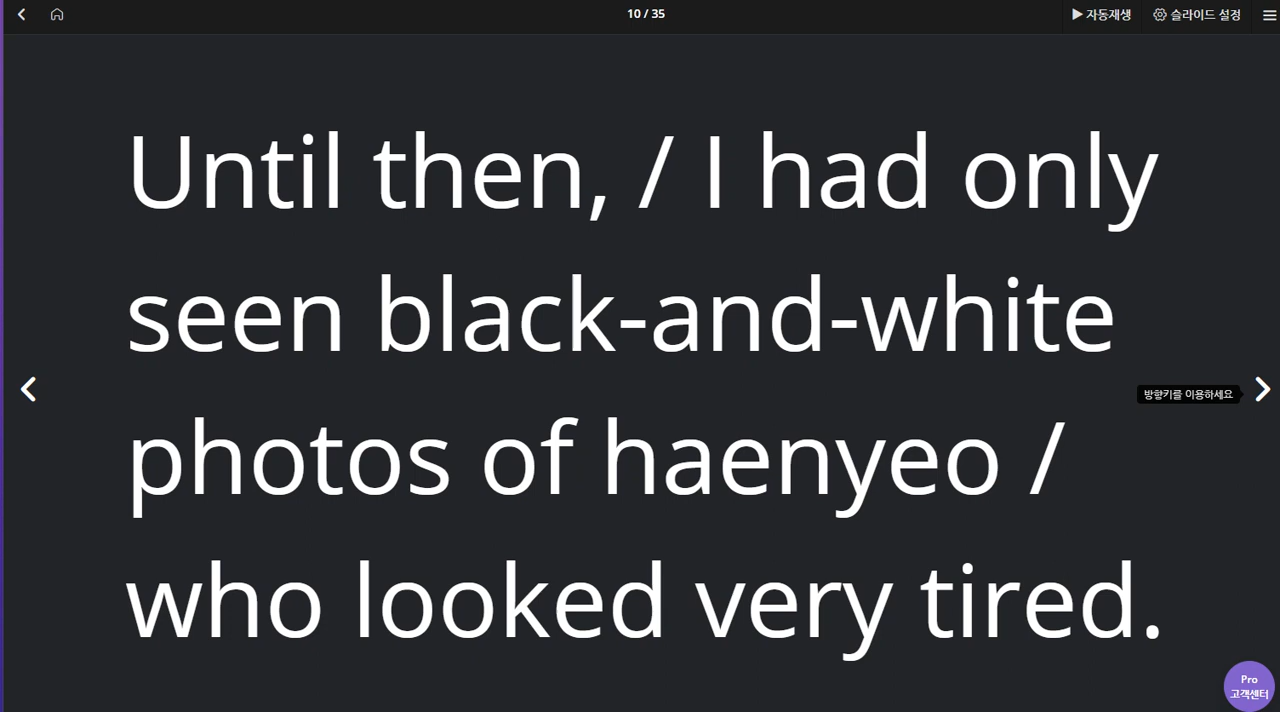 10 / 35
▶ 자동재생
슬라이드 설정
Until then, / I had only
seen black-and-white
photos of haenyeo /
who looked very tired.
방향키를 이용하세요
Pro
고객센터